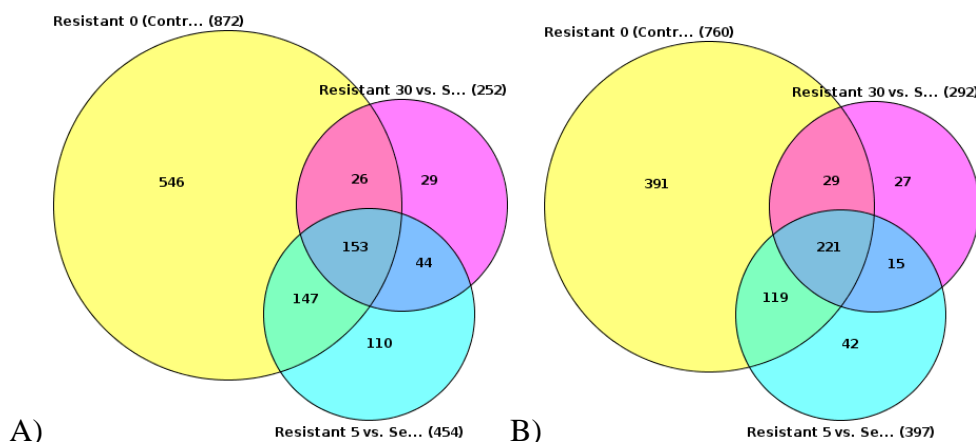 Resistant 0 (Contr... (872)
Resistant 30 vs. S... (252)
546
26
29
153
44
147
110
Resistant 5 vs. Se... (454)
A)
Resistant 0 (Contr... (760)
Resistant 30 vs. S... (292)
391
29
27
221
15
119
42
Resistant 5 vs. Se... (397)
B)